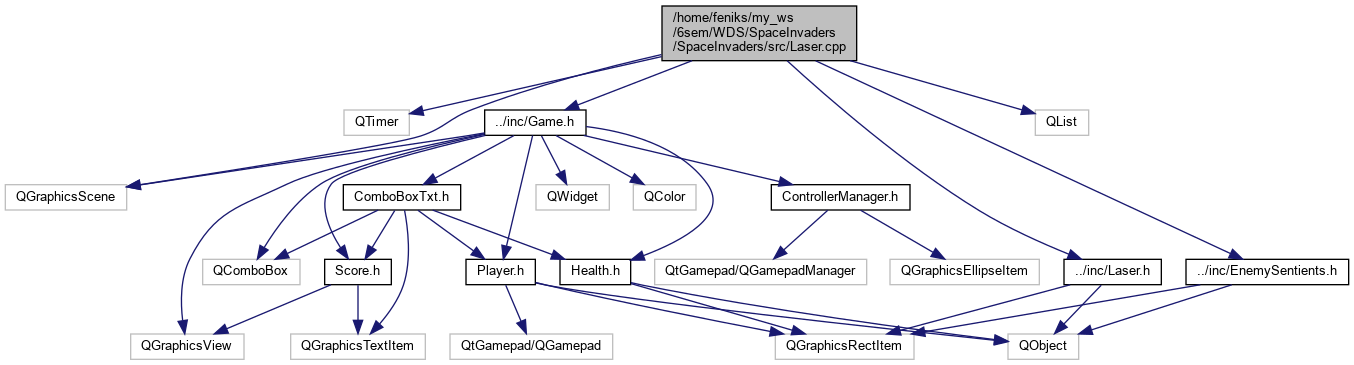 /home/feniks/my_ws
/6sem/WDS/SpaceInvaders
/SpaceInvaders/src/Laser.cpp
QTimer
../inc/Game.h
QList
QGraphicsScene
ComboBoxTxt.h
QWidget
QColor
ControllerManager.h
QComboBox
Score.h
Player.h
Health.h
QtGamepad/QGamepadManager
QGraphicsEllipseItem
../inc/Laser.h
../inc/EnemySentients.h
QGraphicsView
QGraphicsTextItem
QtGamepad/QGamepad
QGraphicsRectItem
QObject